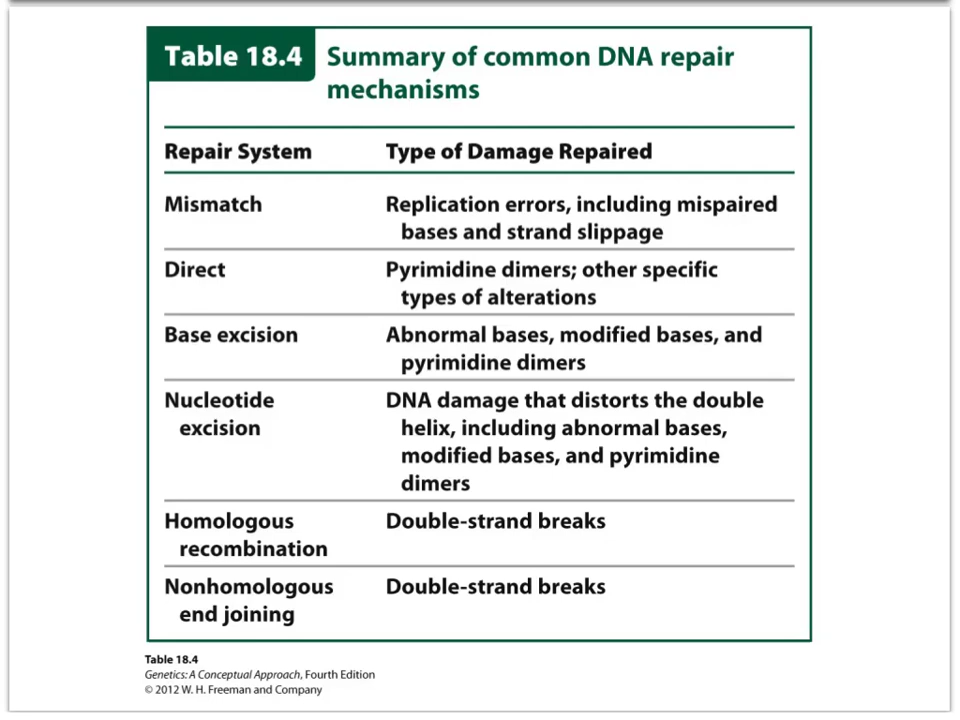 Table 18.4 Summary of common DNA repair
mechanisms
Repair System Type of Damage Repaired
Mismatch Replication errors, including mispaired
bases and strand slippage
Direct Pyrimidine dimers; other specific
types of alterations
Base excision Abnormal bases, modified bases, and
pyrimidine dimers
Nucleotide DNA damage that distorts the double
excision helix, including abnormal bases,
modified bases, and pyrimidine
dimers
Homologous Double-strand breaks
recombination
Nonhomologous Double-strand breaks
end joining
Table 18.4
Genetics: A Conceptual Approach, Fourth Edition
© 2012 W. H. Freeman and Company